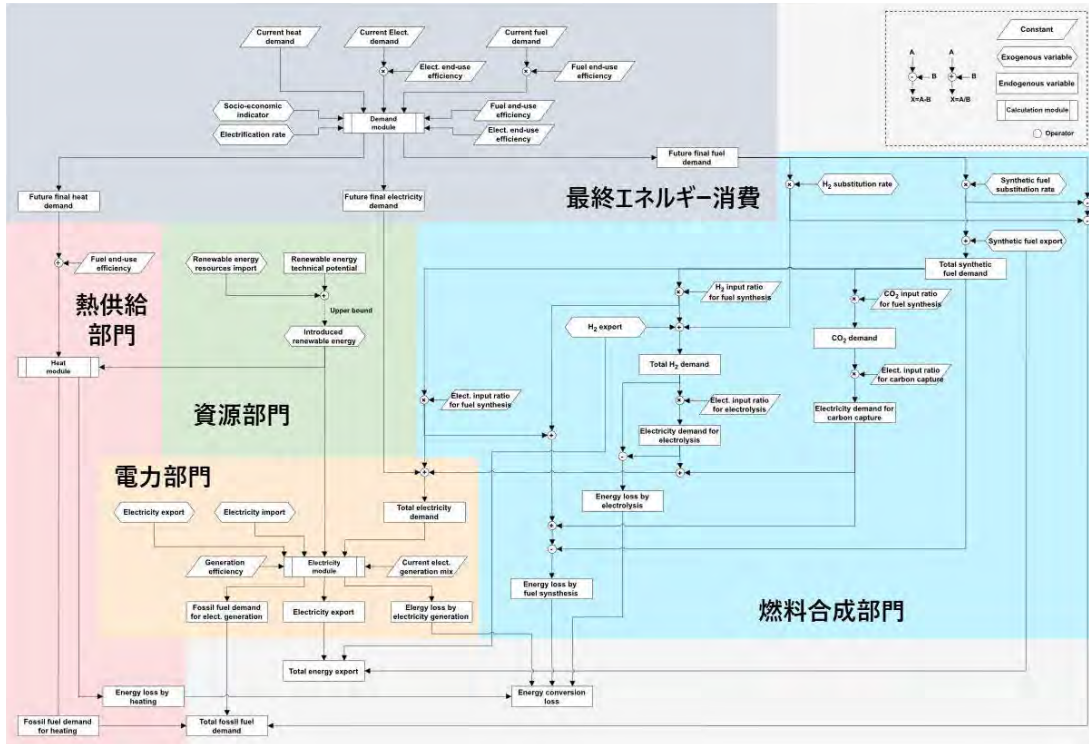 Current heat
demand
Current Elect.
demand
Current fuel
demand
Elect. end-use
efficiency
Fuel end-use
efficiency
Socio-economic
indicator
Electrification rate
Demand
module
Fuel end-use
efficiency
Elect. end-use
efficiency
Future final fuel
demand
Future final heat
demand
Future final electricity
demand
最終エネルギー消費
A
B
X=A-B
A
B
X=A/B
Constant
Exogenous variable
Endogenous variable
Calculation module
Operator
H2 substitution rate
Synthetic fuel
substitution rate
Synthetic fuel export
Total synthetic
fuel demand
Fuel end-use
efficiency
熱供給
部門
Heat
module
Renewable energy
resources import
Renewable energy
technical potential
Upper bound
Introduced
renewable energy
資源部門
H2 input ratio
for fuel synthesis
CO2 input ratio
for fuel synthesis
H2 export
CO2 demand
Total H2 demand
Elect. input ratio
for carbon capture
Elect. input ratio
for fuel synthesis
Elect. input ratio
for electrolysis
Electricity demand for
carbon capture
Electricity demand for
electrolysis
Energy loss by
electrolysis
電力部門
Electricity export
Electricity import
Total electricity
demand
Generation
efficiency
Electricity
module
Current elect.
generation mix
Fossil fuel demand
for elect. generation
Electricity export
Elergy loss by
electricity generation
Energy loss by
fuel sysnthesis
燃料合成部門
Total energy export
Energy loss by
heating
Energy conversion
loss
Fossil fuel demand
for heating
Total fossil fuel
demand